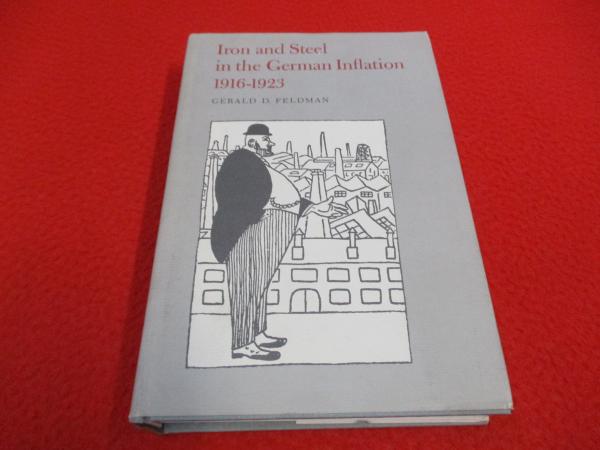 Iron and Steel
in the German Inflation
1916-1923
GERALD D. FELDMAN